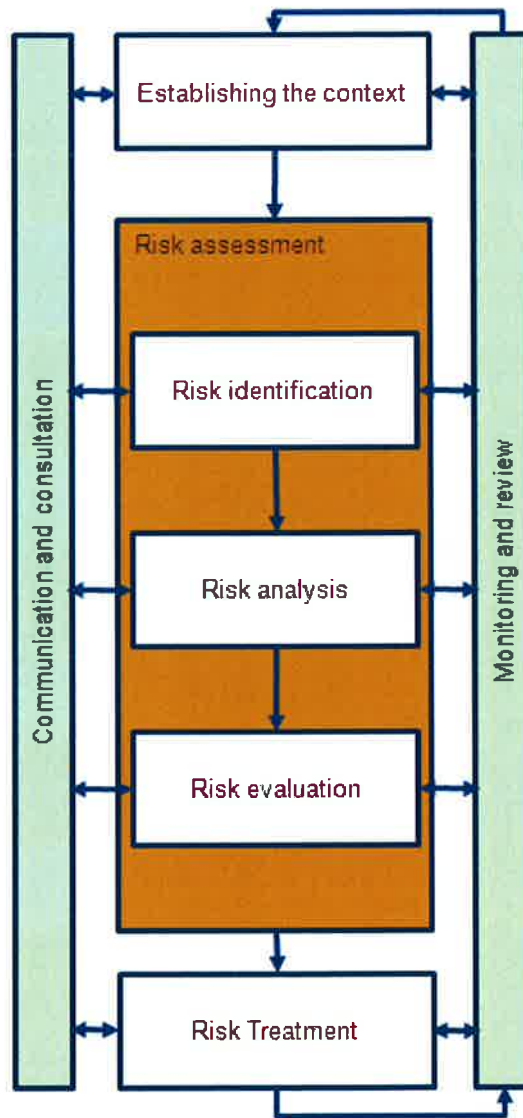 Establishing the context
Risk assessment
Risk identification
Risk analysis
Risk evaluation
Risk Treatment
Communication and consultation
Monitoring and review